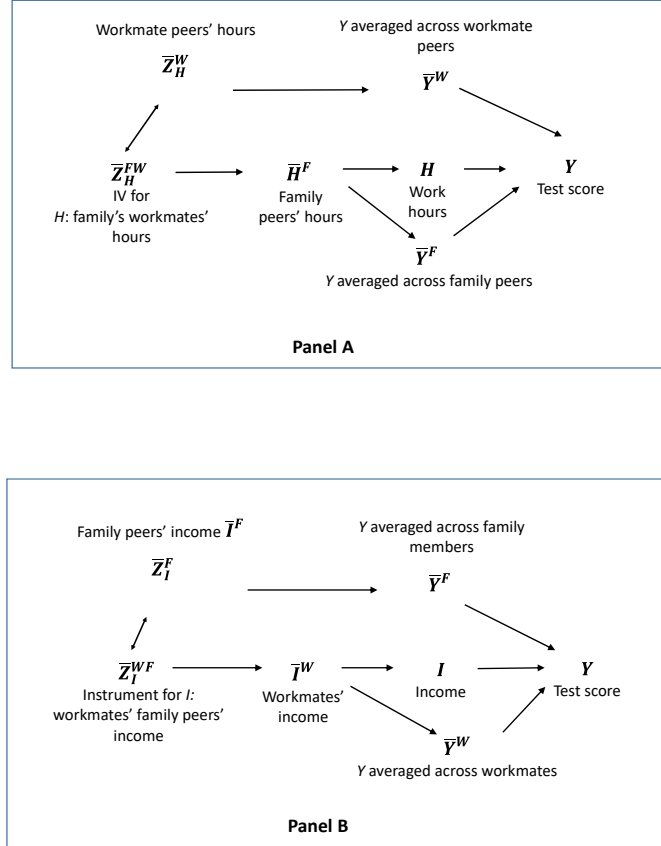 Workmate peers’ hours
Y averaged across workmate
peers
Z̅_H^W
Y̅^W
Z̅_H^FW
H̅^F
H
Y
IV for
H: family’s workmates’
hours
Family
peers’ hours
Work
hours
Test score
Y̅^F
Y averaged across family peers
Panel A
Family peers’ income I̅^F
Y averaged across family
members
Z̅_I^F
Y̅^F
Z̅_I^WF
I̅^W
I
Y
Instrument for I:
workmates’ family peers’
income
Workmates’
income
Income
Test score
Y̅^W
Y averaged across workmates
Panel B